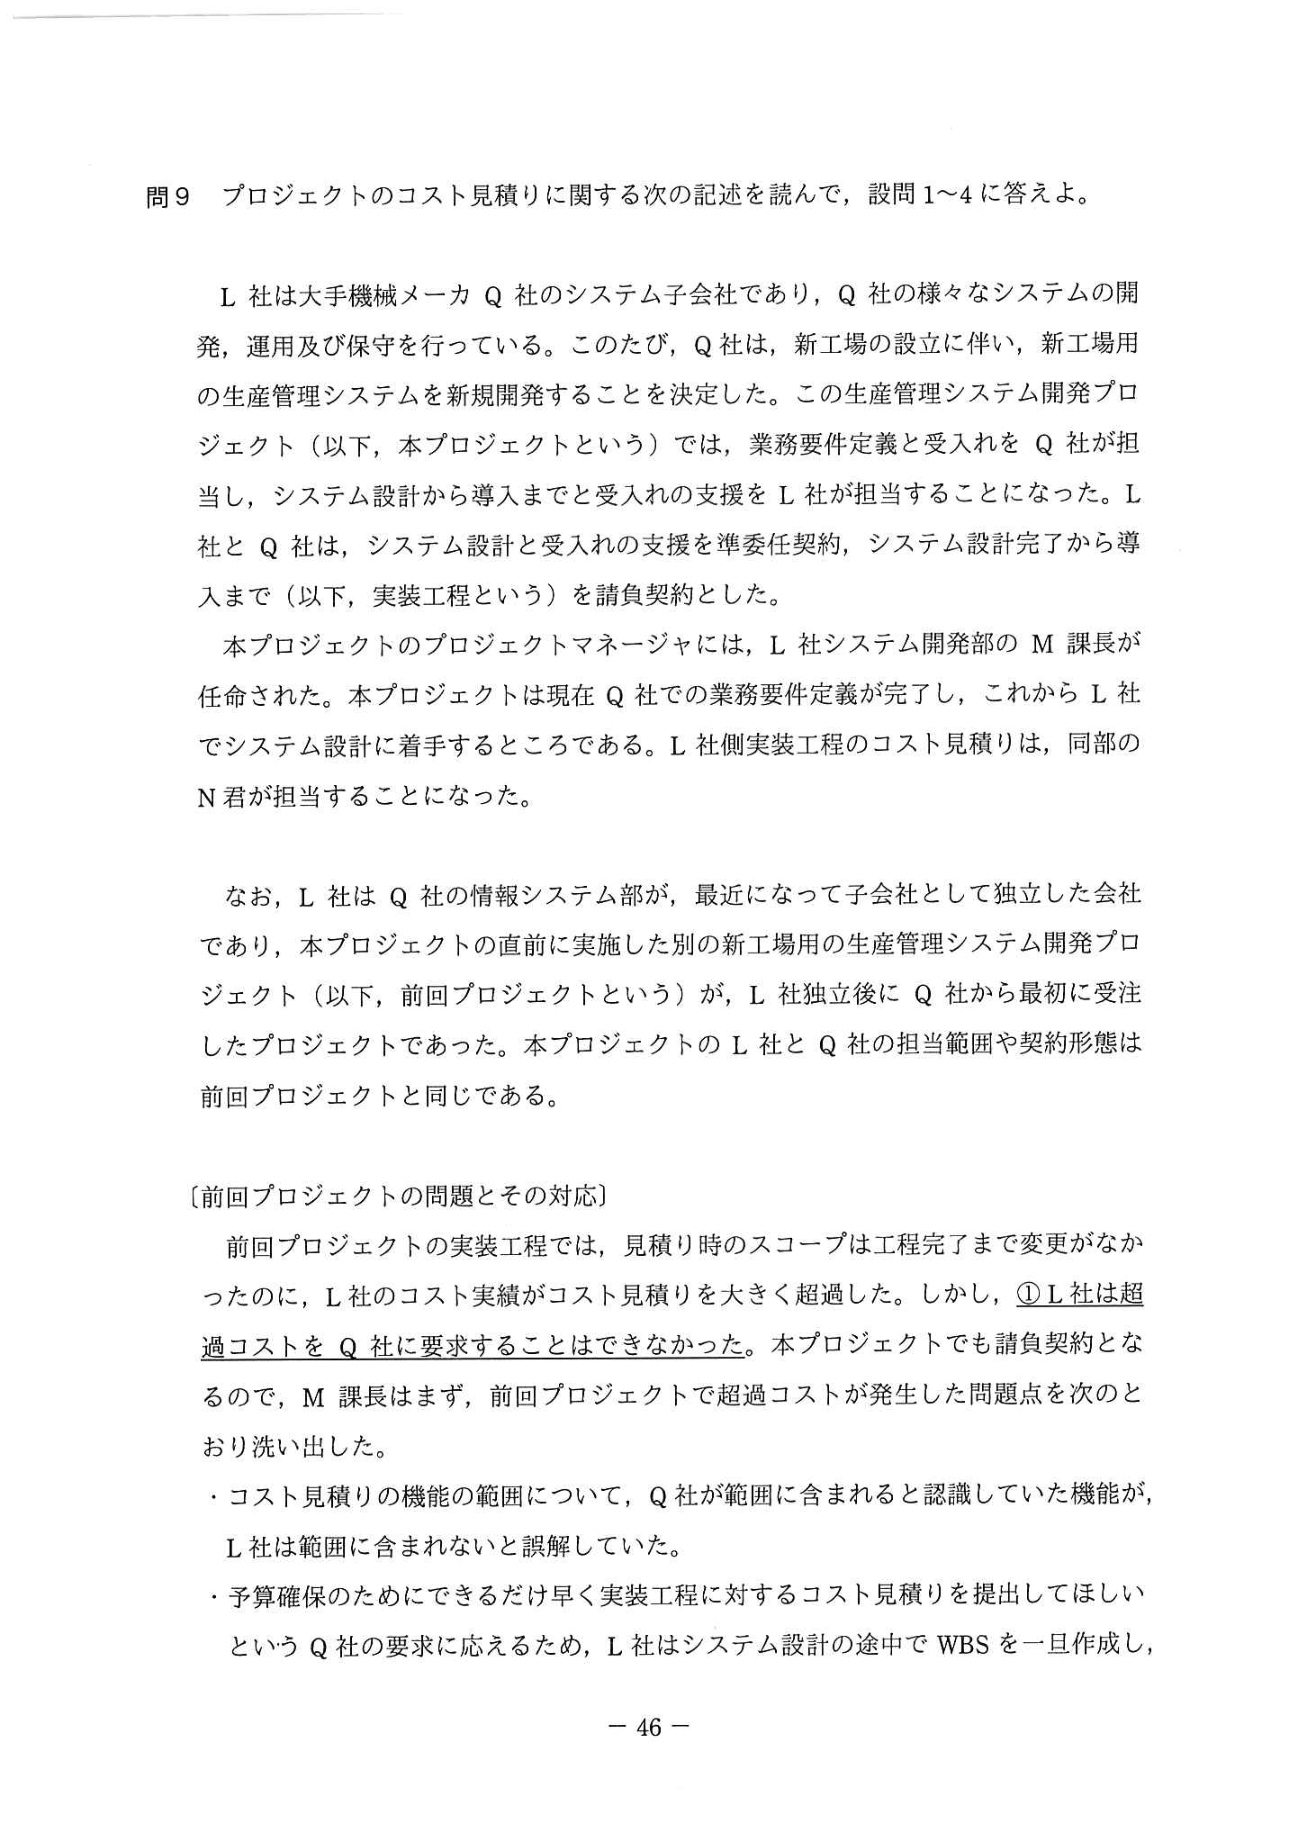 問9　プロジェクトのコスト見積りに関する次の記述を読んで，設問1～4に答えよ。
L 社は大手機械メーカ Q 社のシステム子会社であり，Q 社の様々なシステムの開
発，運用及び保守を行っている。このたび，Q社は，新工場の設立に伴い，新工場用
の生産管理システムを新規開発することを決定した。この生産管理システム開発プロ
ジェクト（以下，本プロジェクトという）では，業務要件定義と受入れを Q 社が担
当し，システム設計から導入までと受入れの支援を L 社が担当することになった。L
社と Q 社は，システム設計と受入れの支援を準委任契約，システム設計完了から導
入まで（以下，実装工程という）を請負契約とした。
本プロジェクトのプロジェクトマネージャには，L 社システム開発部の M 課長が
任命された。本プロジェクトは現在 Q 社での業務要件定義が完了し，これから L 社
でシステム設計に着手するところである。L 社側実装工程のコスト見積りは，同部の
N君が担当することになった。
なお，L 社は Q 社の情報システム部が，最近になって子会社として独立した会社
であり，本プロジェクトの直前に実施した別の新工場用の生産管理システム開発プロ
ジェクト（以下，前回プロジェクトという）が，L 社独立後に Q 社から最初に受注
したプロジェクトであった。本プロジェクトの L 社と Q 社の担当範囲や契約形態は
前回プロジェクトと同じである。
〔前回プロジェクトの問題とその対応〕
前回プロジェクトの実装工程では，見積り時のスコープは工程完了まで変更がなか
ったのに，L社のコスト実績がコスト見積りを大きく超過した。しかし，①L社は超
過コストを Q 社に要求することはできなかった。本プロジェクトでも請負契約とな
るので，M 課長はまず，前回プロジェクトで超過コストが発生した問題点を次のと
おり洗い出した。
・コスト見積りの機能の範囲について，Q社が範囲に含まれると認識していた機能が，
L社は範囲に含まれないと誤解していた。
・予算確保のためにできるだけ早く実装工程に対するコスト見積りを提出してほしい
という Q社の要求に応えるため，L社はシステム設計の途中で WBS を一旦作成し，
－ 46 －